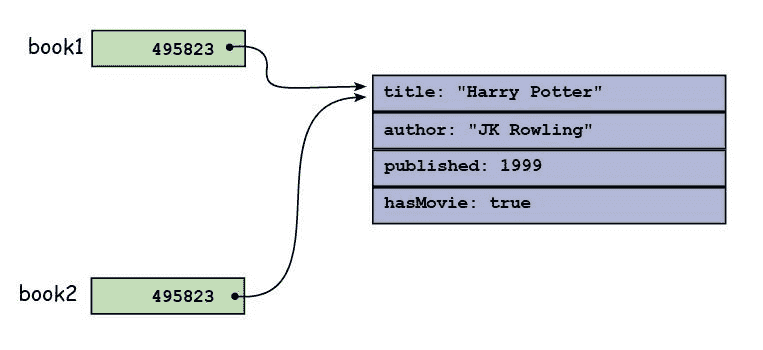 book1
495823
title: "Harry Potter"
author: "JK Rowling"
published: 1999
hasMovie: true
book2
495823